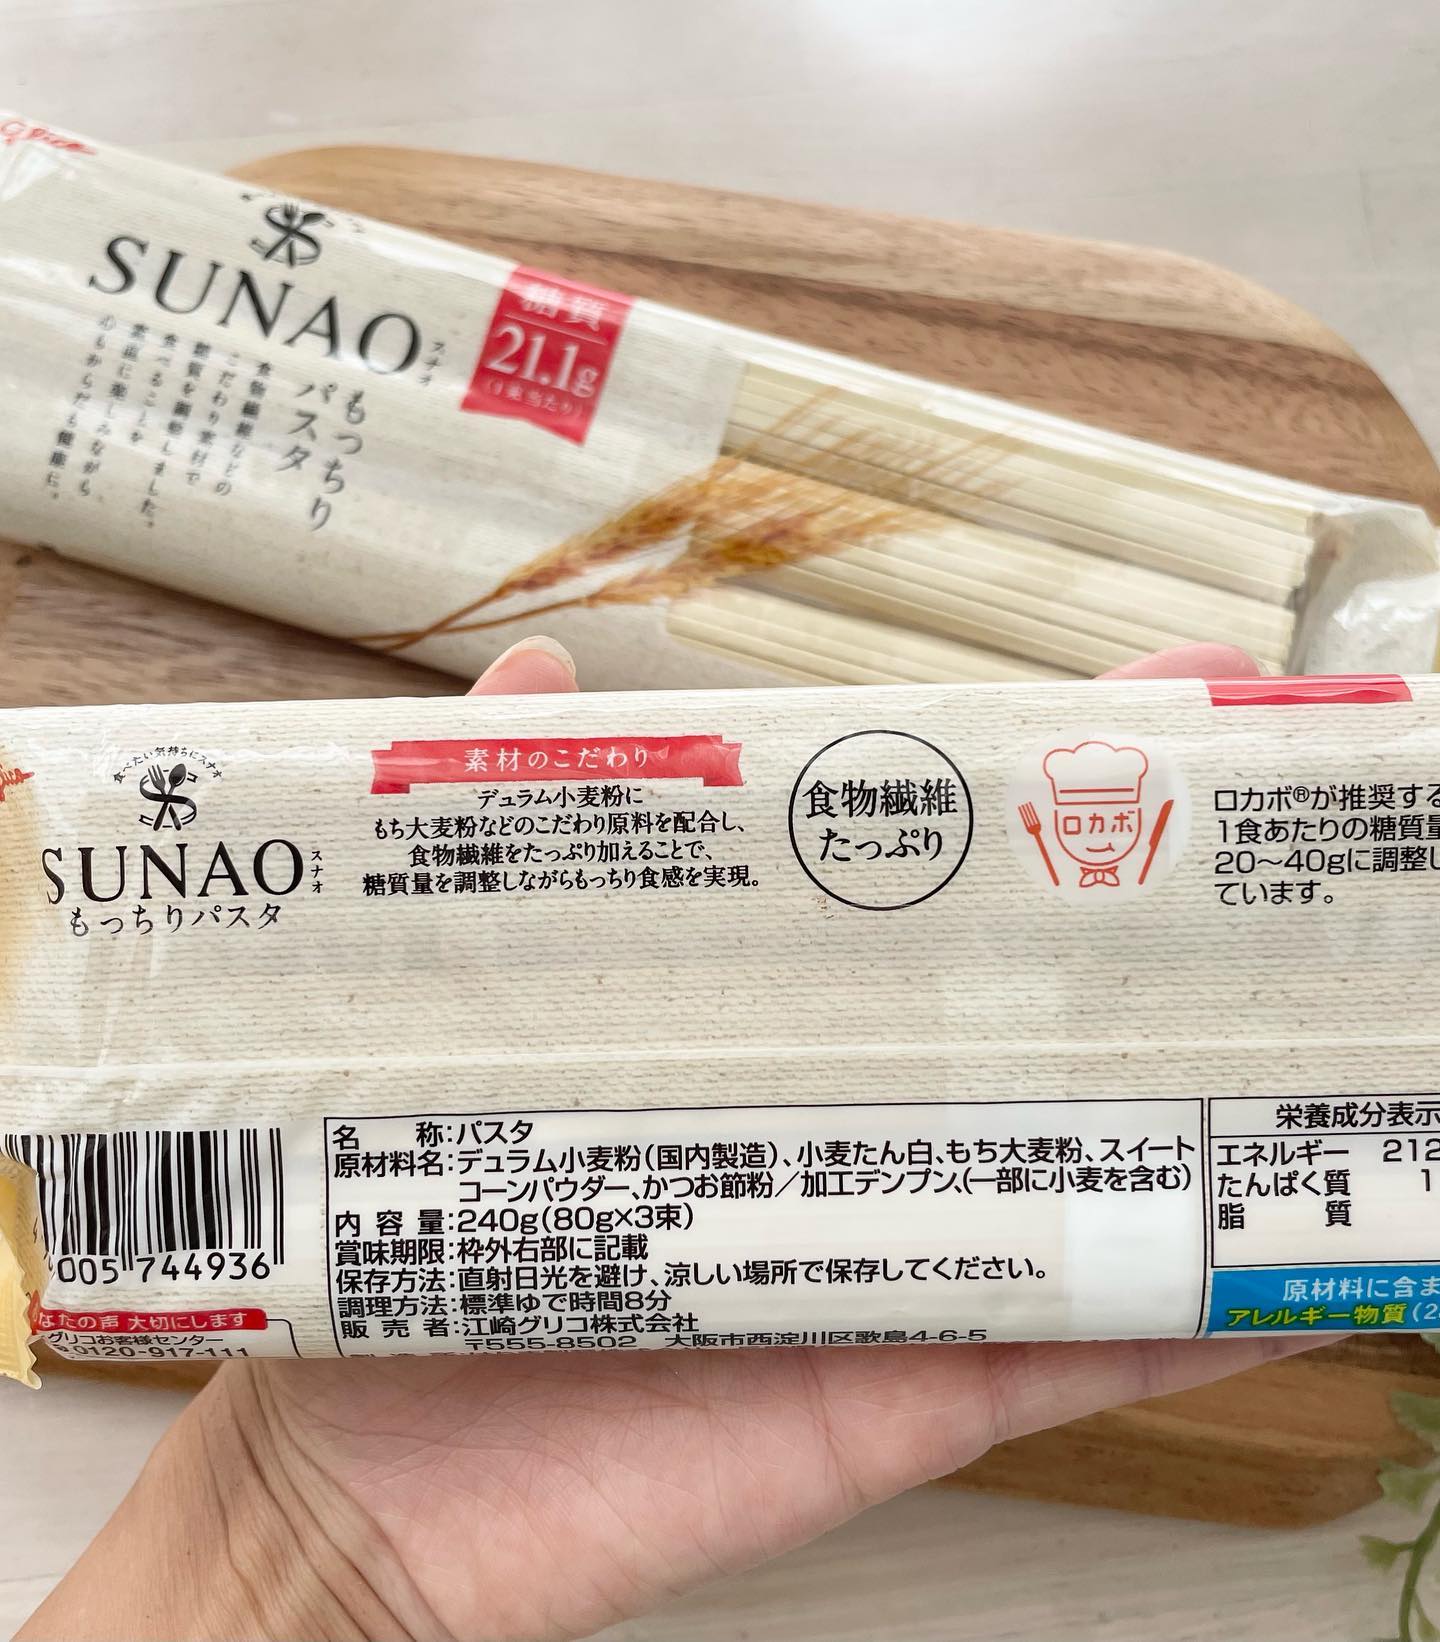 Glico
SUNAO
スナオ
もっちり
パスタ
食物繊維などの
こだわり素材で
糖質を調整しました。
食べることを
素直に楽しみながら、
心もからだも健康に。
糖質
21.1g
(1束当たり)
食べたい気持ちにスナオ
SUNAO
スナオ
もっちりパスタ
素材のこだわり
デュラム小麦粉に
もち大麦粉などのこだわり原料を配合し、
食物繊維をたっぷり加えることで、
糖質量を調整しながらもっちり食感を実現。
食物繊維
たっぷり
ロカボ
ロカボ®が推奨する
1食あたりの糖質量
20〜40gに調整し
ています。
名 称:パスタ
原材料名:デュラム小麦粉(国内製造)、小麦たん白、もち大麦粉、スイート
コーンパウダー、かつお節粉/加工デンプン、(一部に小麦を含む)
内容量:240g(80g×3束)
賞味期限:枠外右部に記載
保存方法:直射日光を避け、涼しい場所で保存してください。
調理方法:標準ゆで時間8分
販売者:江崎グリコ株式会社
〒555-8502 大阪市西淀川区歌島4-6-5
栄養成分表示
エネルギー 212
たんぱく質 1
脂 質
原材料に含ま
アレルギー物質(2
005 744936
なたの声 大切にします
グリコお客様センター
0120-917-111